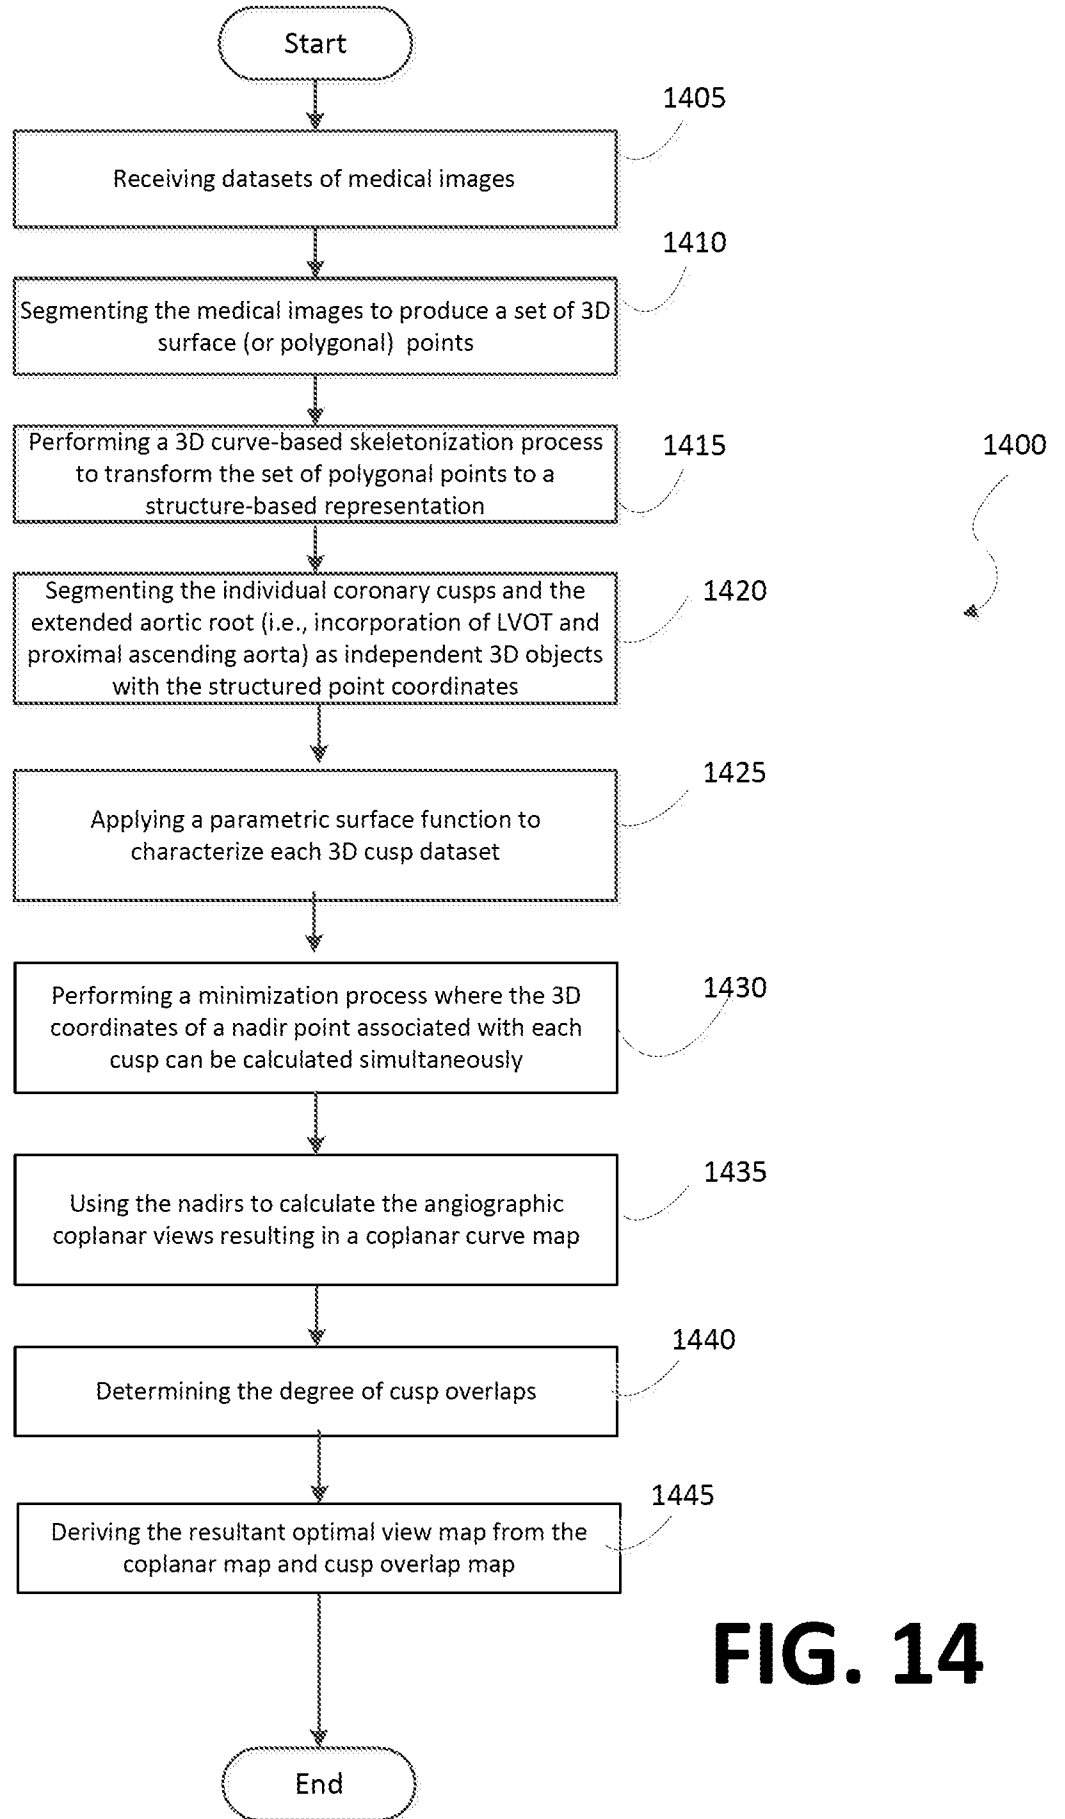 Start
1405
Receiving datasets of medical images
1410
Segmenting the medical images to produce a set of 3D
surface (or polygonal) points
1415
1400
Performing a 3D curve-based skeletonization process
to transform the set of polygonal points to a
structure-based representation
1420
Segmenting the individual coronary cusps and the
extended aortic root (i.e., incorporation of LVOT and
proximal ascending aorta) as independent 3D objects
with the structured point coordinates
1425
Applying a parametric surface function to
characterize each 3D cusp dataset
1430
Performing a minimization process where the 3D
coordinates of a nadir point associated with each
cusp can be calculated simultaneously
1435
Using the nadirs to calculate the angiographic
coplanar views resulting in a coplanar curve map
1440
Determining the degree of cusp overlaps
1445
Deriving the resultant optimal view map from the
coplanar map and cusp overlap map
FIG. 14
End